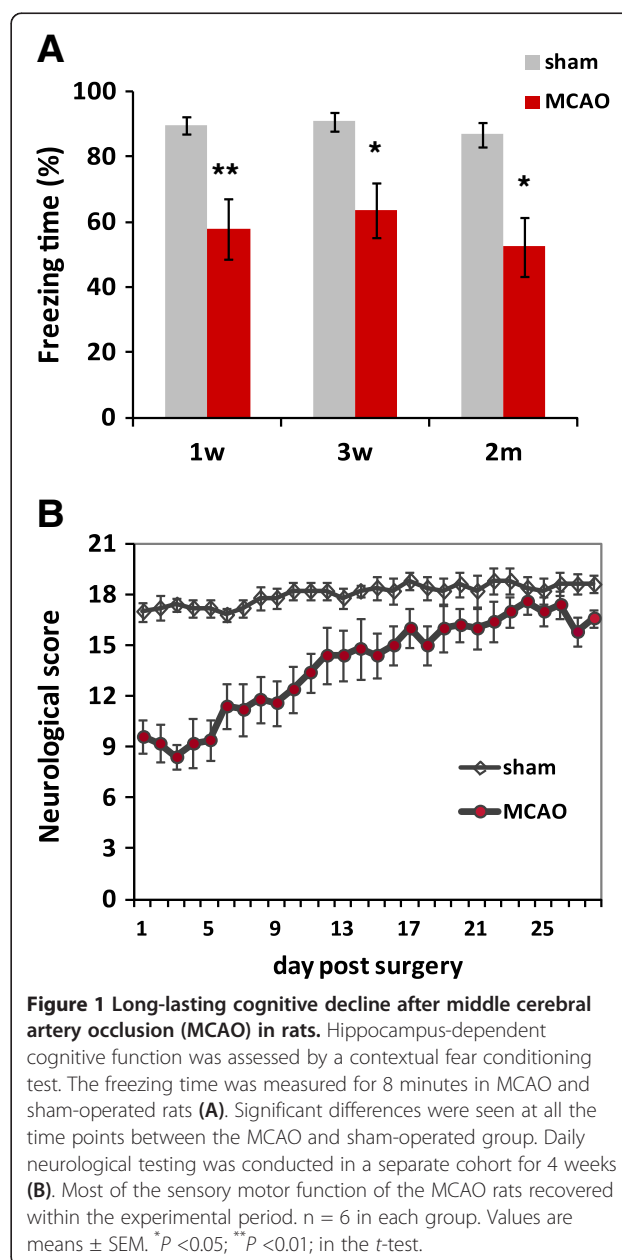 A
sham
MCAO
100
80
60
40
20
0
Freezing time (%)
**
*
*
1w 3w 2m
B
21
18
15
12
9
6
3
0
Neurological score
sham
MCAO
1 5 9 13 17 21 25
day post surgery
Figure 1 Long-lasting cognitive decline after middle cerebral
artery occlusion (MCAO) in rats. Hippocampus-dependent
cognitive function was assessed by a contextual fear conditioning
test. The freezing time was measured for 8 minutes in MCAO and
sham-operated rats (A). Significant differences were seen at all the
time points between the MCAO and sham-operated group. Daily
neurological testing was conducted in a separate cohort for 4 weeks
(B). Most of the sensory motor function of the MCAO rats recovered
within the experimental period. n = 6 in each group. Values are
means ± SEM. *P <0.05; **P <0.01; in the t-test.